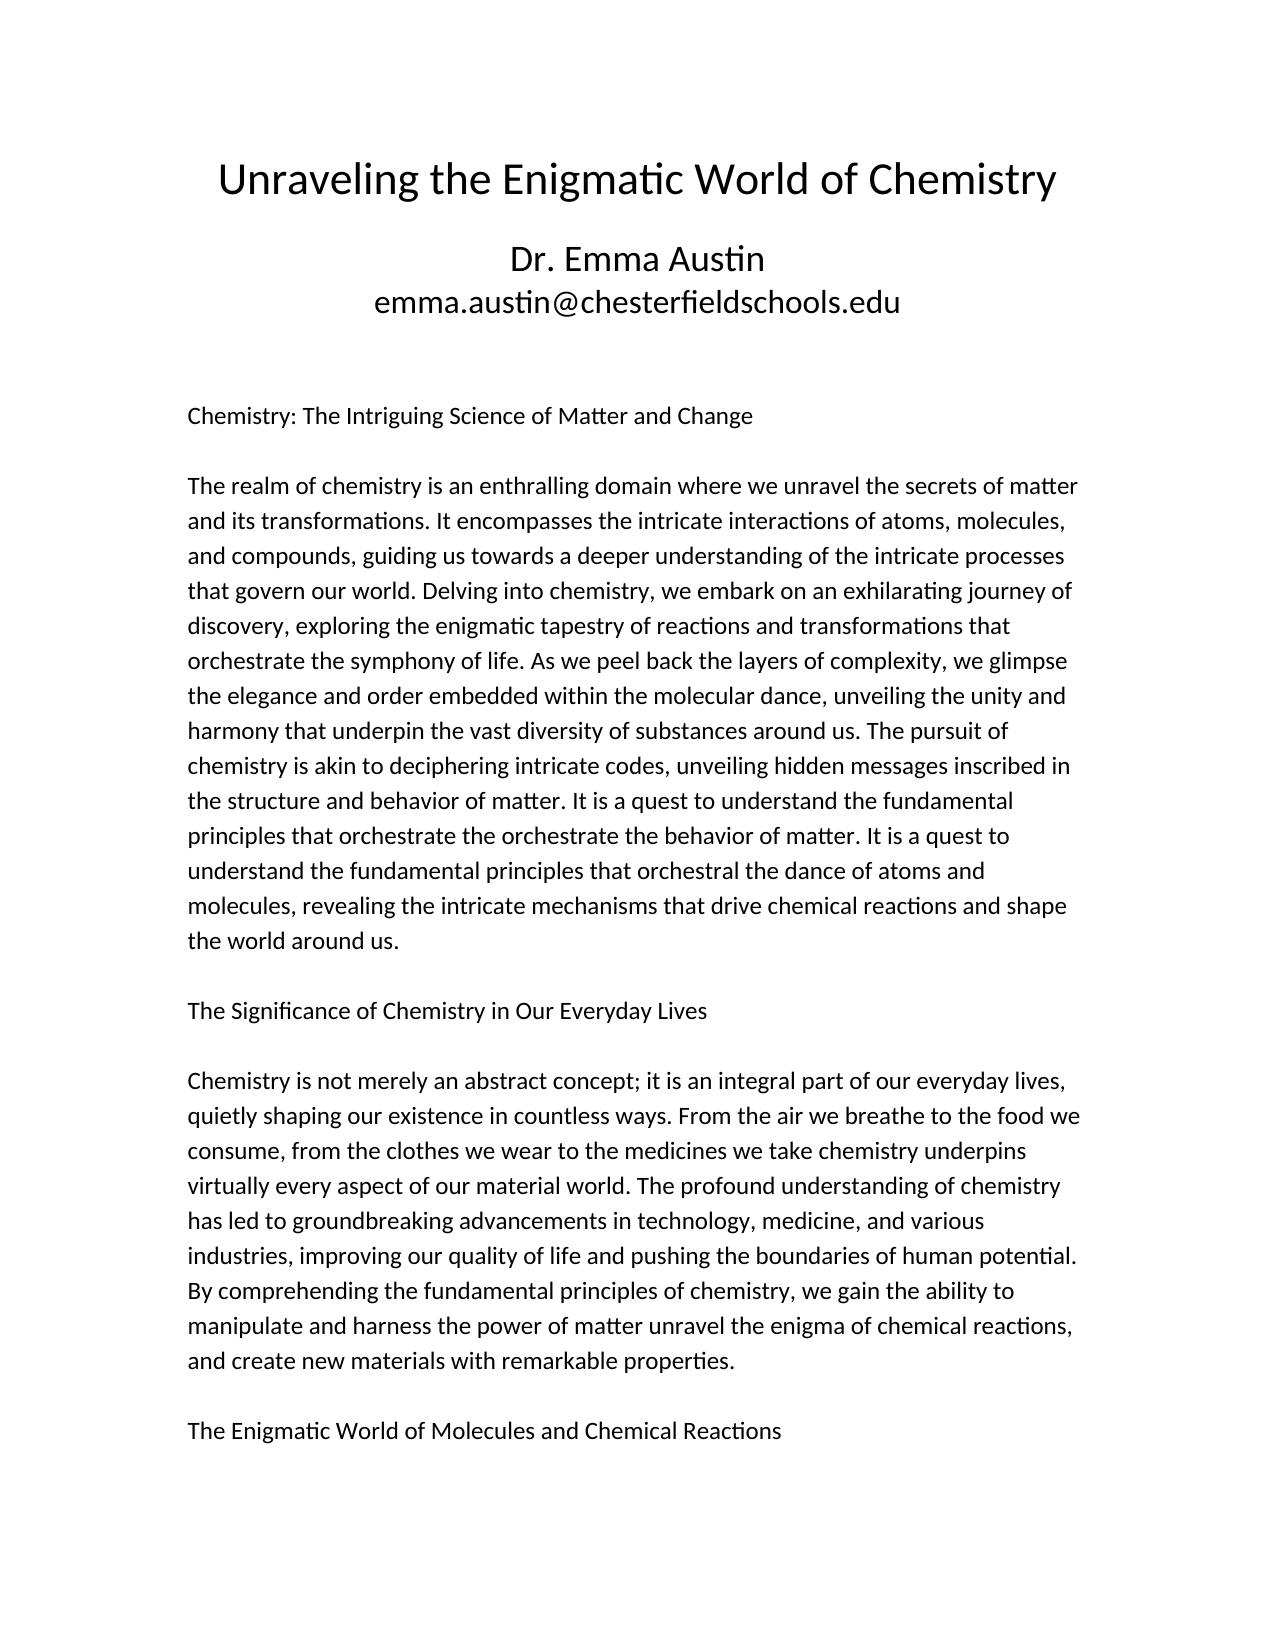 Unraveling the Enigmatic World of Chemistry
Dr. Emma Austin
emma.austin@chesterfieldschools.edu
Chemistry: The Intriguing Science of Matter and Change
The realm of chemistry is an enthralling domain where we unravel the secrets of matter
and its transformations. It encompasses the intricate interactions of atoms, molecules,
and compounds, guiding us towards a deeper understanding of the intricate processes
that govern our world. Delving into chemistry, we embark on an exhilarating journey of
discovery, exploring the enigmatic tapestry of reactions and transformations that
orchestrate the symphony of life. As we peel back the layers of complexity, we glimpse
the elegance and order embedded within the molecular dance, unveiling the unity and
harmony that underpin the vast diversity of substances around us. The pursuit of
chemistry is akin to deciphering intricate codes, unveiling hidden messages inscribed in
the structure and behavior of matter. It is a quest to understand the fundamental
principles that orchestrate the orchestrate the behavior of matter. It is a quest to
understand the fundamental principles that orchestral the dance of atoms and
molecules, revealing the intricate mechanisms that drive chemical reactions and shape
the world around us.
The Significance of Chemistry in Our Everyday Lives
Chemistry is not merely an abstract concept; it is an integral part of our everyday lives,
quietly shaping our existence in countless ways. From the air we breathe to the food we
consume, from the clothes we wear to the medicines we take chemistry underpins
virtually every aspect of our material world. The profound understanding of chemistry
has led to groundbreaking advancements in technology, medicine, and various
industries, improving our quality of life and pushing the boundaries of human potential.
By comprehending the fundamental principles of chemistry, we gain the ability to
manipulate and harness the power of matter unravel the enigma of chemical reactions,
and create new materials with remarkable properties.
The Enigmatic World of Molecules and Chemical Reactions